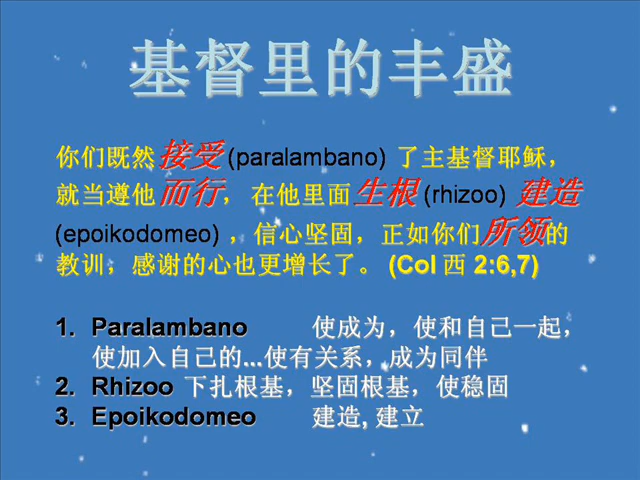 基督里的丰盛
你们既然接受(paralambano) 了主基督耶稣，
就当遵他而行， 在他里面生根(rhizoo) 建造
(epoikodomeo) ，信心坚固，正如你们所领的
教训；感谢的心也更增长了。 (Col 西 2:6,7)
1. Paralambano 使成为，使和自己一起，
使加入自己的...使有关系，成为同伴
2. Rhizoo 下扎根基，坚固根基，使稳固
3. Epoikodomeo 建造, 建立